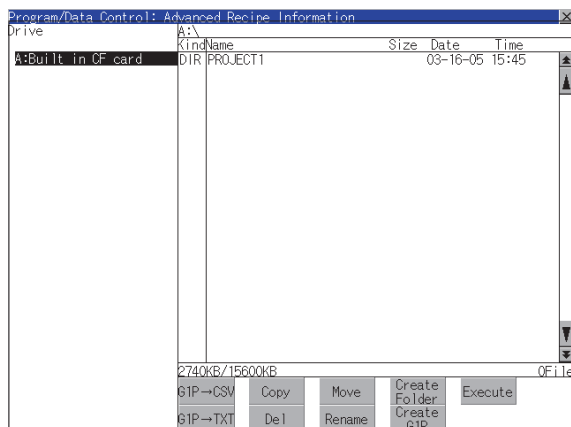 Program/Data Control: Advanced Recipe Information
Drive A:\
Kind Name Size Date Time
A:Built in CF card DIR PROJECT1 03-16-05 15:45
2740KB/15600KB 0File
G1P→CSV Copy Move Create Folder Execute
G1P→TXT Del Rename Create G1P